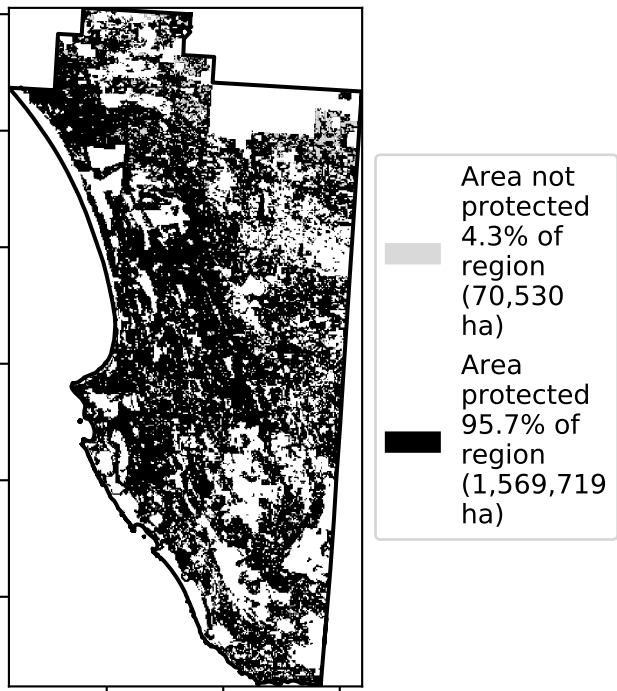 Area not
protected
4.3% of
region
(70,530
ha)
Area
protected
95.7% of
region
(1,569,719
ha)